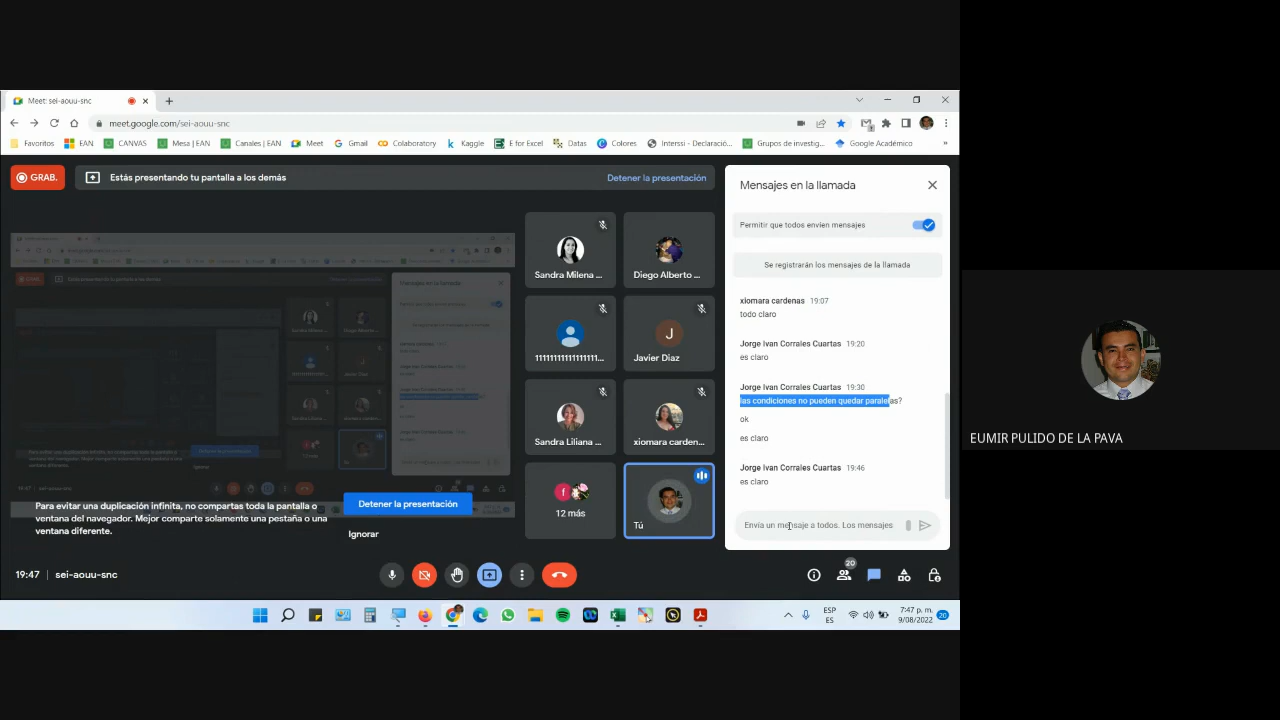 Meet: sei-aouu-snc
meet.google.com/sei-aouu-snc
Favoritos EAN CANVAS Mesa | EAN Canales | EAN Meet Gmail Colaboratory Kaggle E for Excel Datas Colores Interssi - Declaració... Grupos de investig... Google Académico »
GRAB. Estás presentando tu pantalla a los demás Detener la presentación
Mensajes en la llamada
Permitir que todos envíen mensajes
Se registrarán los mensajes de la llamada
xiomara cardenas 19:07
todo claro
Jorge Ivan Corrales Cuartas 19:20
es claro
Jorge Ivan Corrales Cuartas 19:30
las condiciones no pueden quedar paralelas?
ok
es claro
Jorge Ivan Corrales Cuartas 19:46
es claro
Envía un mensaje a todos. Los mensajes
Sandra Milena ...
Diego Alberto ...
11111111111111111...
J
Javier Diaz
Sandra Liliana ...
xiomara carden...
f
12 más
Tú
Para evitar una duplicación infinita, no compartas toda la pantalla o
ventana del navegador. Mejor comparte solamente una pestaña o una
ventana diferente.
Detener la presentación
Ignorar
19:47 | sei-aouu-snc
20
ESP
ES
7:47 p. m.
9/08/2022
20
EUMIR PULIDO DE LA PAVA